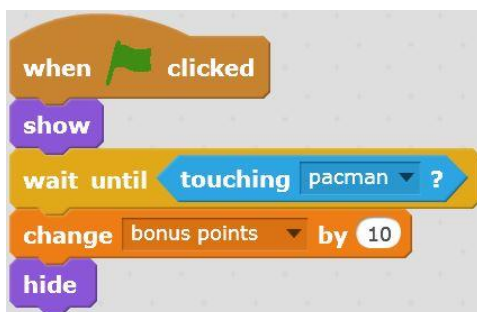 when clicked
show
wait until touching pacman ?
change bonus points by 10
hide